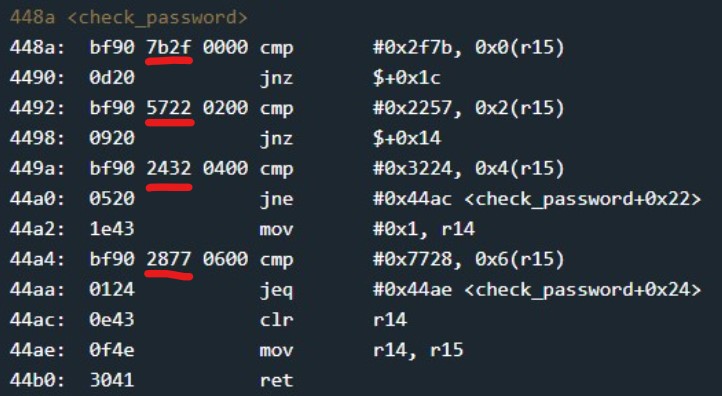 448a <check_password>
448a:  bf90 7b2f 0000 cmp      #0x2f7b, 0x0(r15)
4490:  0d20           jnz      $+0x1c
4492:  bf90 5722 0200 cmp      #0x2257, 0x2(r15)
4498:  0920           jnz      $+0x14
449a:  bf90 2432 0400 cmp      #0x3224, 0x4(r15)
44a0:  0520           jne      #0x44ac <check_password+0x22>
44a2:  1e43           mov      #0x1, r14
44a4:  bf90 2877 0600 cmp      #0x7728, 0x6(r15)
44aa:  0124           jeq      #0x44ae <check_password+0x24>
44ac:  0e43           clr      r14
44ae:  0f4e           mov      r14, r15
44b0:  3041           ret